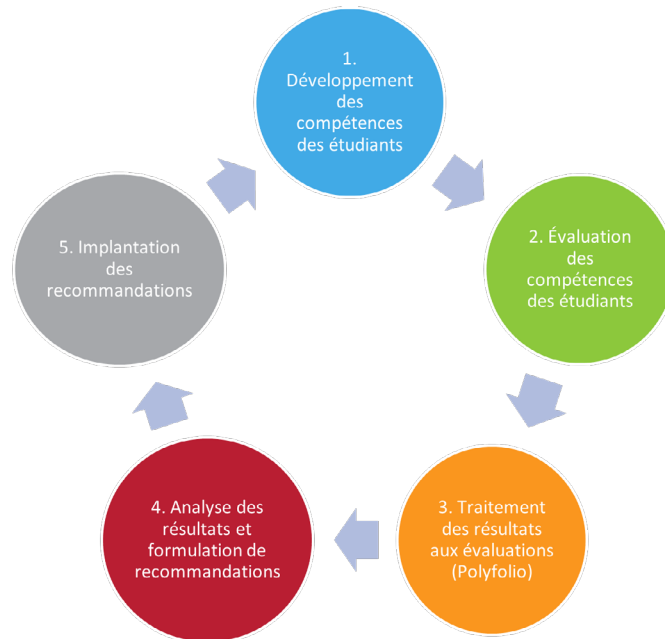 1.
Développement
des
compétences
des étudiants
2. Évaluation
des
compétences
des étudiants
3. Traitement
des résultats
aux évaluations
(Polyfolio)
4. Analyse des
résultats et
formulation de
recommandations
5. Implantation
des
recommandations